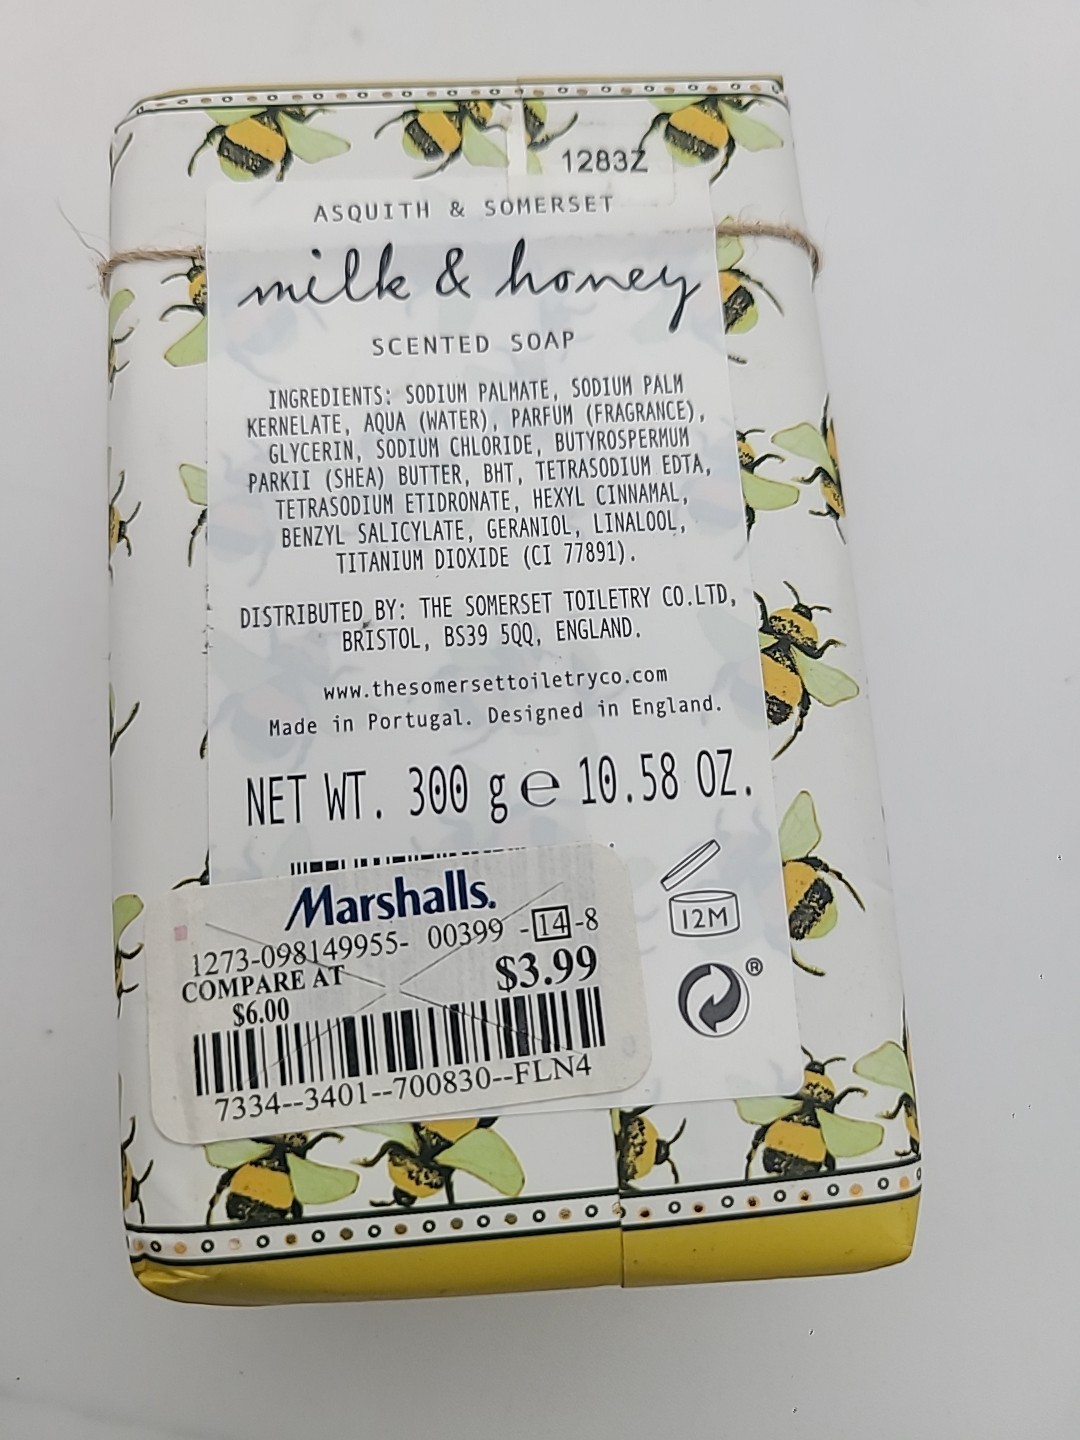 1283Z
ASQUITH & SOMERSET
milk & honey
SCENTED SOAP
INGREDIENTS: SODIUM PALMATE, SODIUM PALM
KERNELATE, AQUA (WATER), PARFUM (FRAGRANCE),
GLYCERIN, SODIUM CHLORIDE, BUTYROSPERMUM
PARKII (SHEA) BUTTER, BHT, TETRASODIUM EDTA,
TETRASODIUM ETIDRONATE, HEXYL CINNAMAL,
BENZYL SALICYLATE, GERANIOL, LINALOOL,
TITANIUM DIOXIDE (CI 77891).
DISTRIBUTED BY: THE SOMERSET TOILETRY CO.LTD,
BRISTOL, BS39 5QQ, ENGLAND.
www.thesomersettoiletryco.com
Made in Portugal. Designed in England.
NET WT. 300 g e 10.58 OZ.
12M
®
Marshalls.
1273-098149955- 00399 -14-8
COMPARE AT
$6.00
$3.99
7334--3401--700830--FLN4